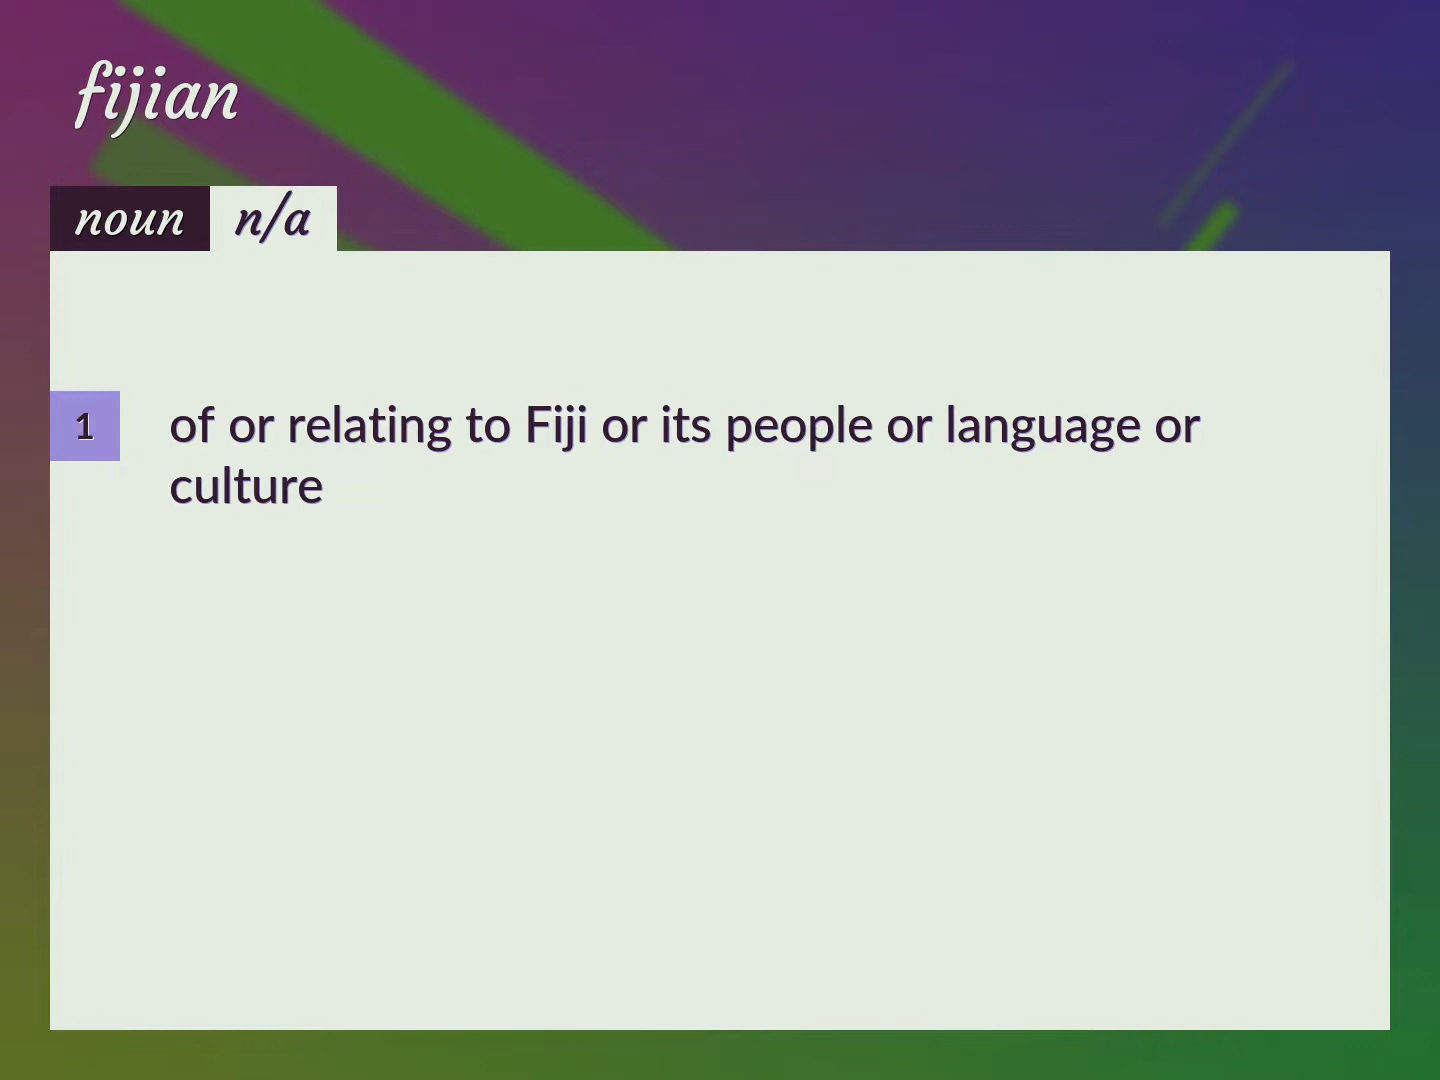 fijian
noun n/a
1 of or relating to Fiji or its people or language or
culture